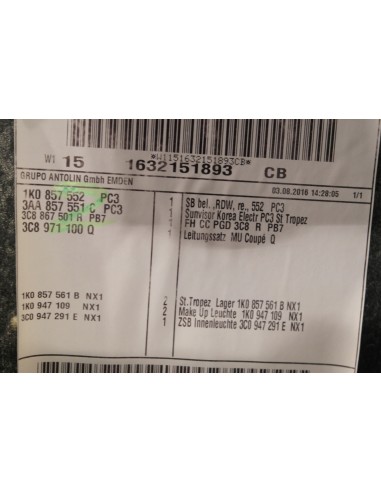 *W1151632151893CB*
W1 15 1632151893 CB
GRUPO ANTOLIN GmbH EMDEN 03.08.2016 14:28:05 1/1
1K0 857 552 PC3 1 SB bel. ,RDW, re., 552 PC3
3AA 857 551 C PC3 1 Sunvisor Korea Electr PC3 St Tropez
3C8 867 501 R PB7 1 FH CC PGD 3C8 R PB7
3C8 971 100 Q 1 Leitungssatz MU Coupé Q
1K0 857 561 B NX1 2 St.Tropez Lager 1K0 857 561 B NX1
1K0 947 109 NX1 2 Make Up Leuchte 1K0 947 109 NX1
3C0 947 291 E NX1 1 ZSB Innenleuchte 3C0 947 291 E NX1